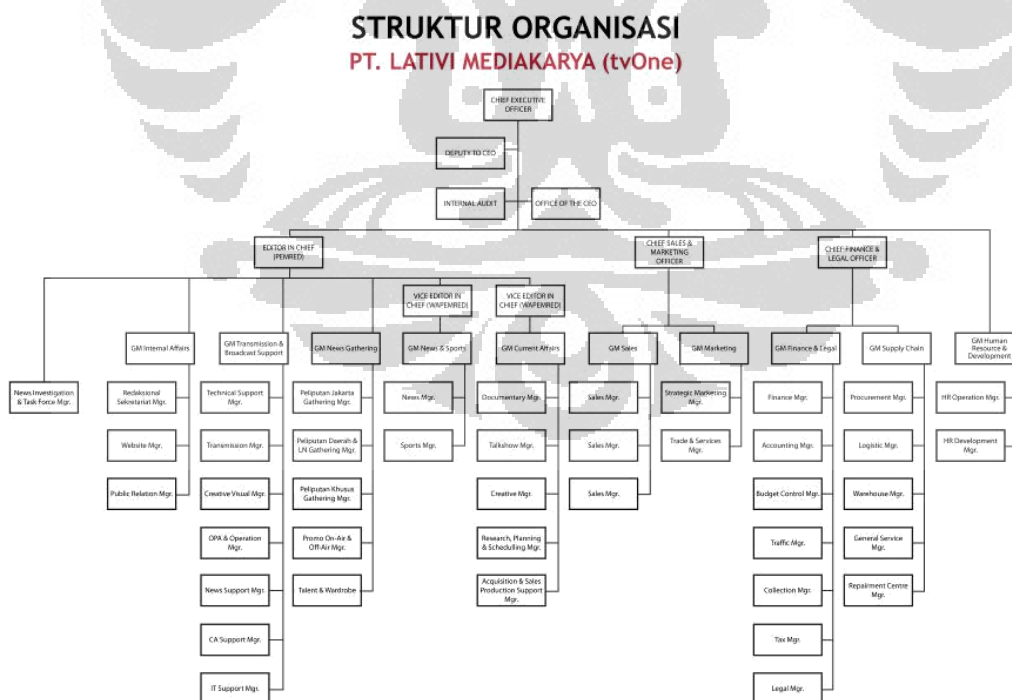 STRUKTUR ORGANISASI
PT. LATIVI MEDIAKARYA (tvOne)
CHIEF EXECUTIVE
OFFICER
DEPUTY TO CEO
INTERNAL AUDIT
OFFICE OF THE CEO
EDITOR IN CHIEF
(PEMRED)
CHIEF SALES &
MARKETING
OFFICER
CHIEF FINANCE &
LEGAL OFFICER
VICE EDITOR IN
CHIEF (WAPEMRED)
VICE EDITOR IN
CHIEF (WAPEMRED)
GM Internal Affairs
GM Transmission &
Broadcast Support
GM News Gathering
GM News & Sports
GM Current Affairs
GM Sales
GM Marketing
GM Finance & Legal
GM Supply Chain
GM Human
Resource &
Development
News Investigation
& Task Force Mgr.
Redaksional
Sekretariat Mgr.
Technical Support
Mgr.
Peliputan Jakarta
Gathering Mgr.
News Mgr.
Documentary Mgr.
Sales Mgr.
Strategic Marketing
Mgr.
Finance Mgr.
Procurement Mgr.
HR Operation Mgr.
Website Mgr.
Transmission Mgr.
Peliputan Daerah &
LN Gathering Mgr.
Sports Mgr.
Talkshow Mgr.
Sales Mgr.
Trade & Services
Mgr.
Accounting Mgr.
Logistic Mgr.
HR Development
Mgr.
Public Relation Mgr.
Creative Visual Mgr.
Peliputan Khusus
Gathering Mgr.
Creative Mgr.
Sales Mgr.
Budget Control Mgr.
Warehouse Mgr.
OPA & Operation
Mgr.
Promo On-Air &
Off-Air Mgr.
Research, Planning
& Schedulling Mgr.
Traffic Mgr.
General Service
Mgr.
News Support Mgr.
Talent & Wardrobe
Acquisition & Sales
Production Support
Mgr.
Collection Mgr.
Repairment Centre
Mgr.
CA Support Mgr.
Tax Mgr.
IT Support Mgr.
Legal Mgr.